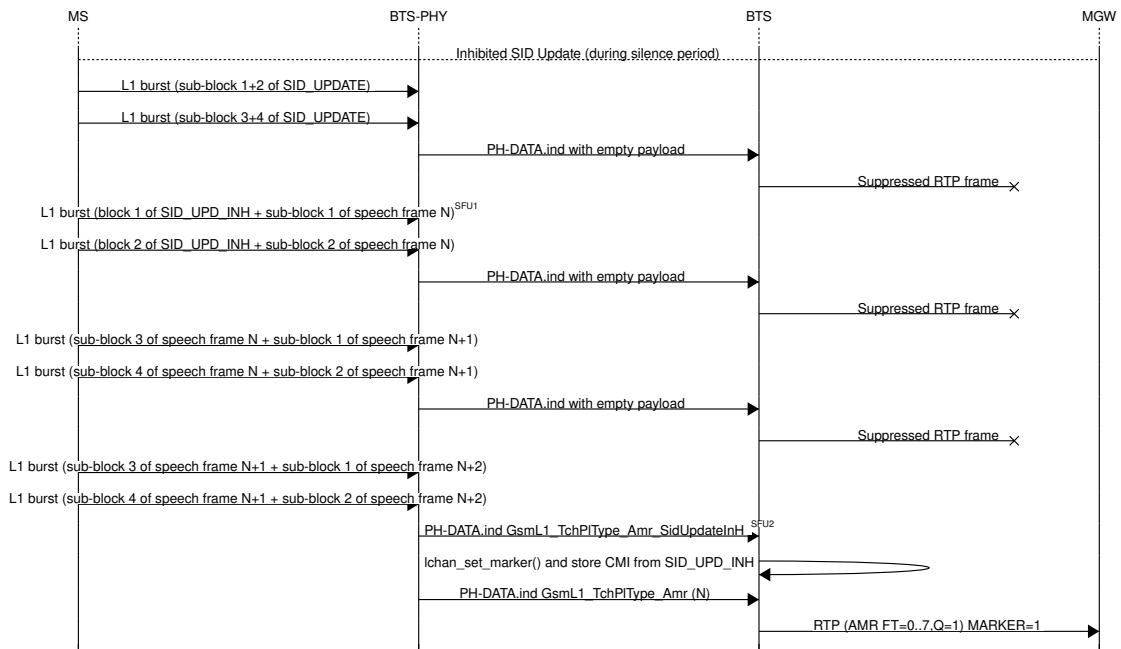 MS BTS-PHY BTS MGW
Inhibited SID Update (during silence period)
L1 burst (sub-block 1+2 of SID_UPDATE)
L1 burst (sub-block 3+4 of SID_UPDATE)
PH-DATA.ind with empty payload
Suppressed RTP frame
L1 burst (block 1 of SID_UPD_INH + sub-block 1 of speech frame N)SFU1
L1 burst (block 2 of SID_UPD_INH + sub-block 2 of speech frame N)
PH-DATA.ind with empty payload
Suppressed RTP frame
L1 burst (sub-block 3 of speech frame N + sub-block 1 of speech frame N+1)
L1 burst (sub-block 4 of speech frame N + sub-block 2 of speech frame N+1)
PH-DATA.ind with empty payload
Suppressed RTP frame
L1 burst (sub-block 3 of speech frame N+1 + sub-block 1 of speech frame N+2)
L1 burst (sub-block 4 of speech frame N+1 + sub-block 2 of speech frame N+2)
PH-DATA.ind GsmL1_TchPlType_Amr_SidUpdateInH SFU2
lchan_set_marker() and store CMI from SID_UPD_INH
PH-DATA.ind GsmL1_TchPlType_Amr (N)
RTP (AMR FT=0..7,Q=1) MARKER=1